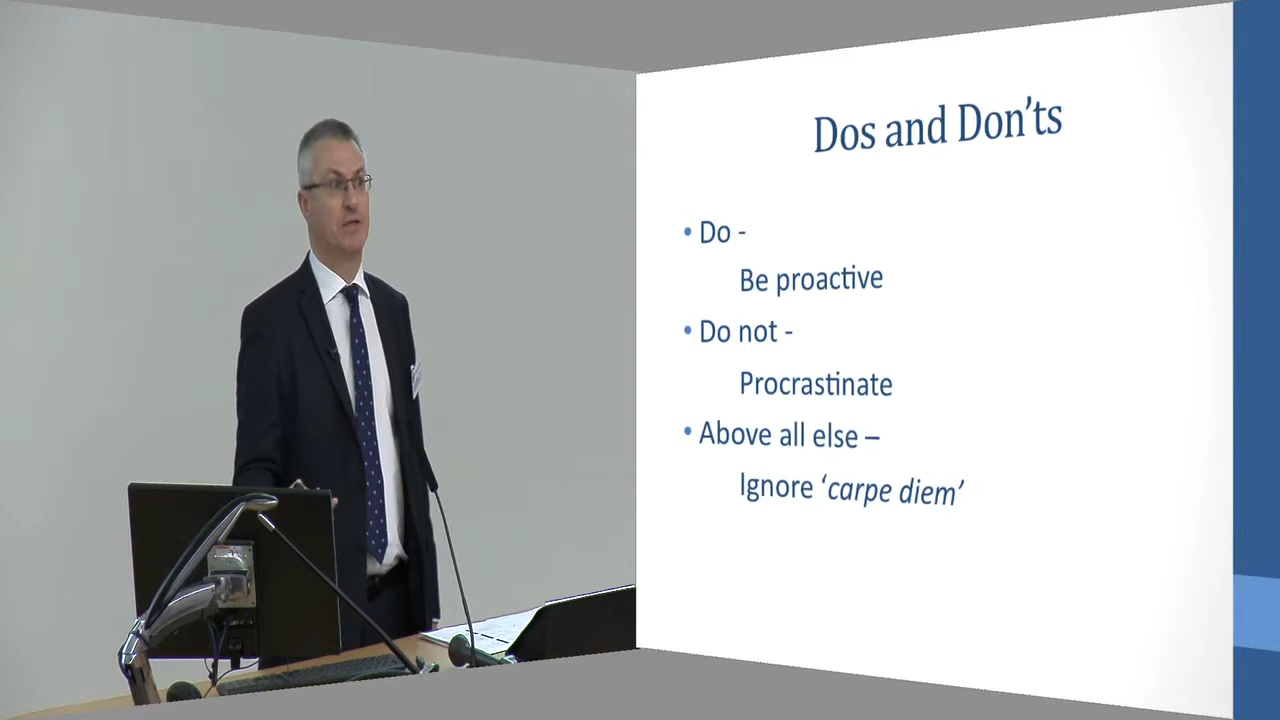 Dos and Don'ts
• Do -
Be proactive
• Do not -
Procrastinate
• Above all else –
Ignore ‘carpe diem’